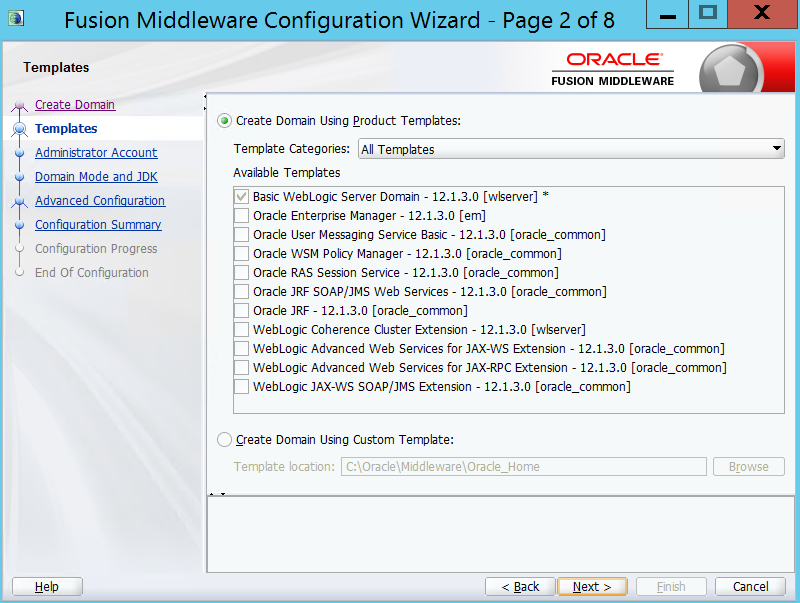 Fusion Middleware Configuration Wizard - Page 2 of 8
Templates
ORACLE
FUSION MIDDLEWARE
Create Domain
Templates
Administrator Account
Domain Mode and JDK
Advanced Configuration
Configuration Summary
Configuration Progress
End Of Configuration
Create Domain Using Product Templates:
Template Categories: All Templates
Available Templates
Basic WebLogic Server Domain - 12.1.3.0 [wlserver] *
Oracle Enterprise Manager - 12.1.3.0 [em]
Oracle User Messaging Service Basic - 12.1.3.0 [oracle_common]
Oracle WSM Policy Manager - 12.1.3.0 [oracle_common]
Oracle RAS Session Service - 12.1.3.0 [oracle_common]
Oracle JRF SOAP/JMS Web Services - 12.1.3.0 [oracle_common]
Oracle JRF - 12.1.3.0 [oracle_common]
WebLogic Coherence Cluster Extension - 12.1.3.0 [wlserver]
WebLogic Advanced Web Services for JAX-WS Extension - 12.1.3.0 [oracle_common]
WebLogic Advanced Web Services for JAX-RPC Extension - 12.1.3.0 [oracle_common]
WebLogic JAX-WS SOAP/JMS Extension - 12.1.3.0 [oracle_common]
Create Domain Using Custom Template:
Template location: C:\Oracle\Middleware\Oracle_Home Browse
Help < Back Next > Finish Cancel